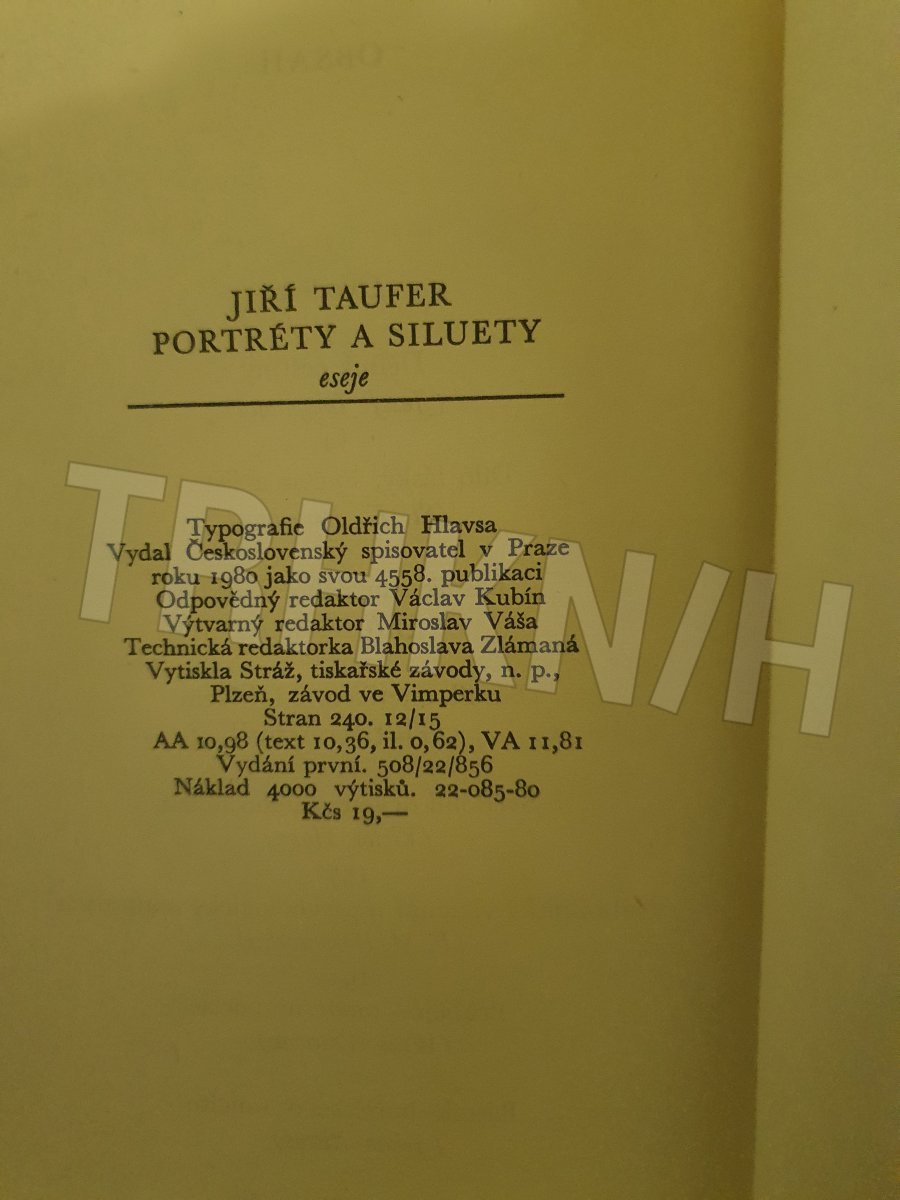 JIŘÍ TAUFER
PORTRÉTY A SILUETY
eseje
Typografie Oldřich Hlavsa
Vydal Československý spisovatel v Praze
roku 1980 jako svou 4558. publikaci
Odpovědný redaktor Václav Kubín
Výtvarný redaktor Miroslav Váša
Technická redaktorka Blahoslava Zlámaná
Vytiskla Stráž, tiskařské závody, n. p.,
Plzeň, závod ve Vimperku
Stran 240. 12/15
AA 10,98 (text 10,36, il. 0,62), VA 11,81
Vydání první. 508/22/856
Náklad 4000 výtisků. 22-085-80
Kčs 19,—
TRHKNIH